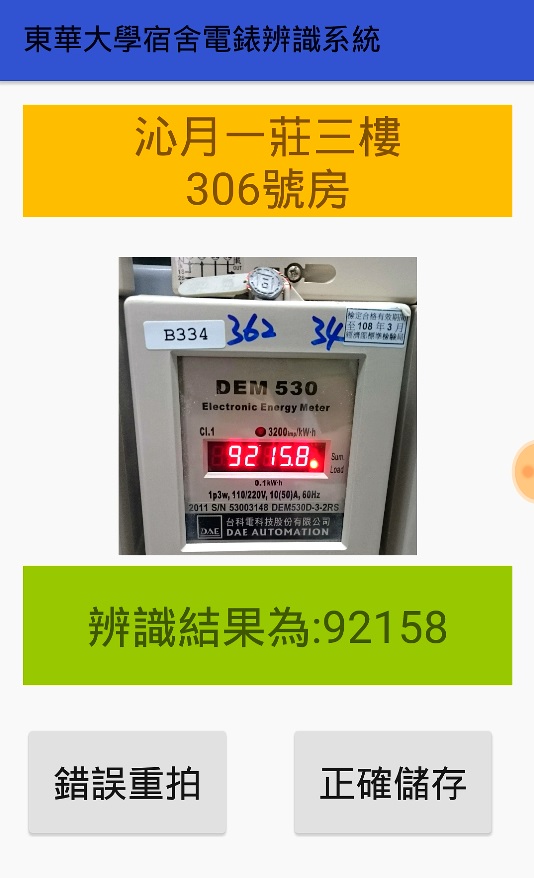 東華大學宿舍電錶辨識系統
沁月一莊三樓
306號房
B334
362
34
檢定合格有效期限
至108年3月
經濟部標準檢驗局
DEM 530
Electronic Energy Meter
Cl.1
3200imp/kW·h
9215.8
Sum.
Load
0.1kW·h
1p3w, 110/220V, 10(50)A, 60Hz
2011 S/N 53003148 DEM530D-3-2RS
DAE
台科電科技股份有限公司
DAE AUTOMATION
辨識結果為:92158
錯誤重拍
正確儲存